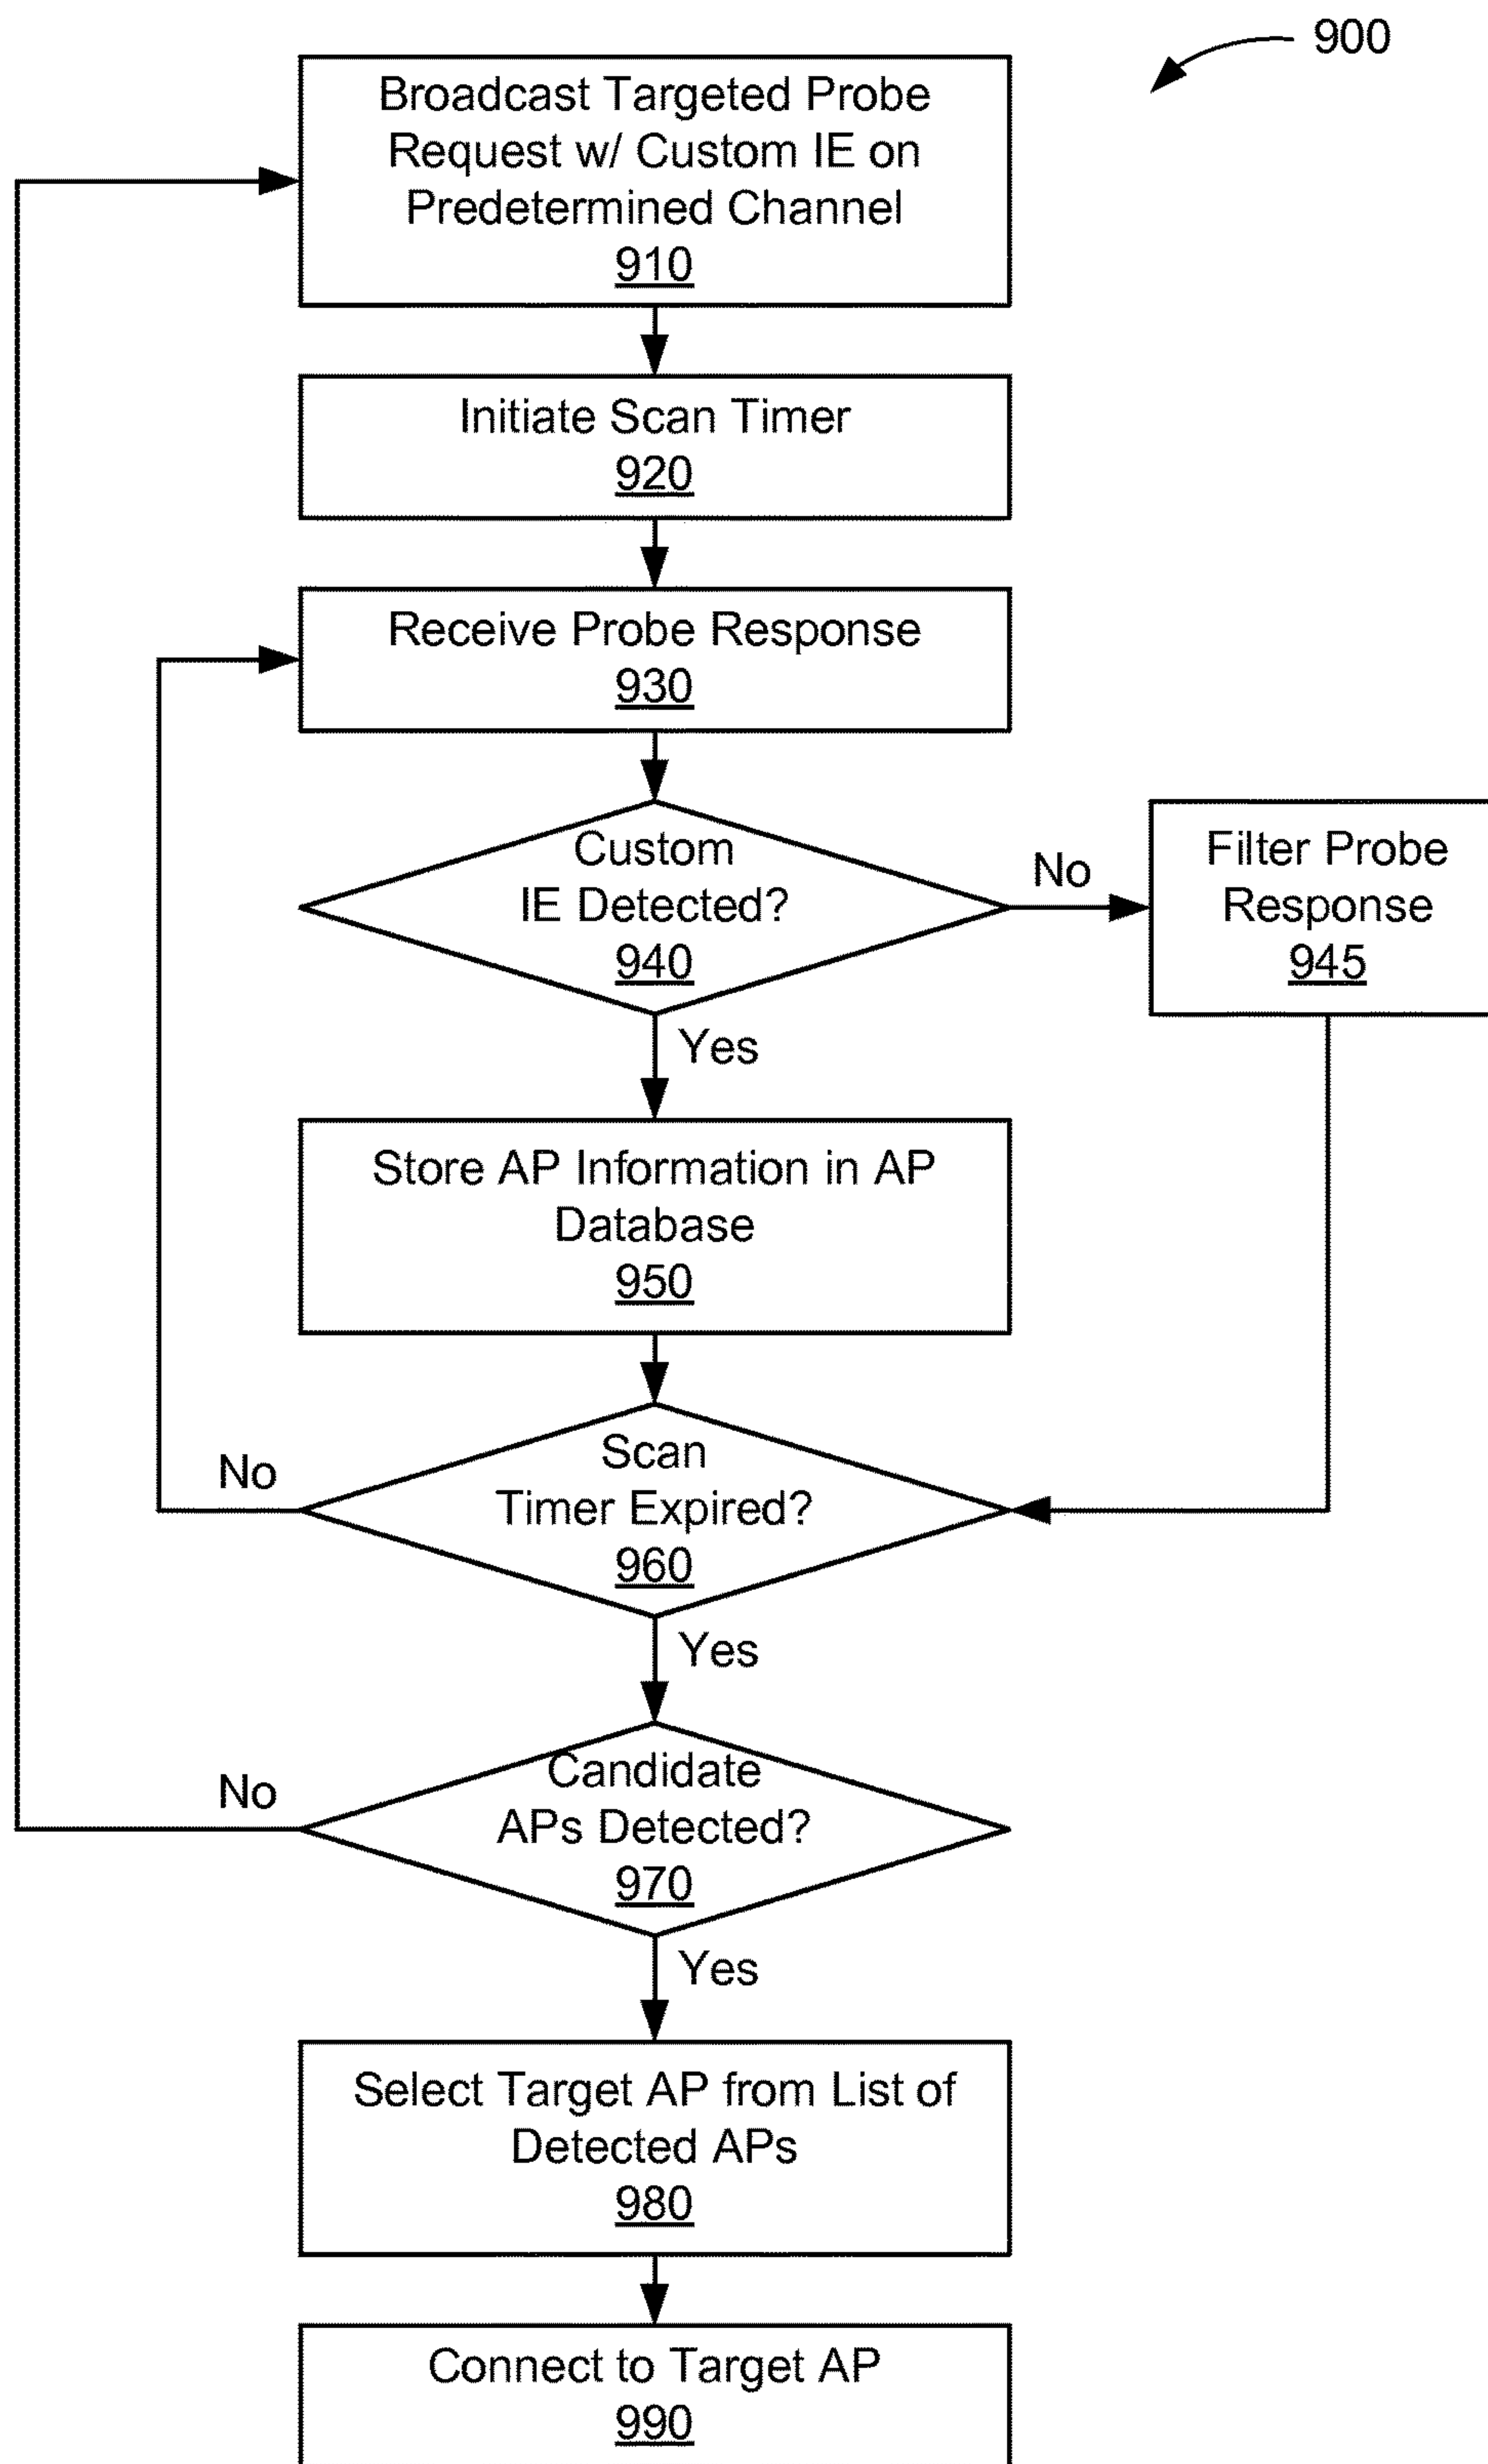 900
Broadcast Targeted Probe
Request w/ Custom IE on
Predetermined Channel
910
Initiate Scan Timer
920
Receive Probe Response
930
Custom
IE Detected?
940
No
Filter Probe
Response
945
Yes
Store AP Information in AP
Database
950
Scan
Timer Expired?
960
No
Yes
Candidate
APs Detected?
970
No
Yes
Select Target AP from List of
Detected APs
980
Connect to Target AP
990